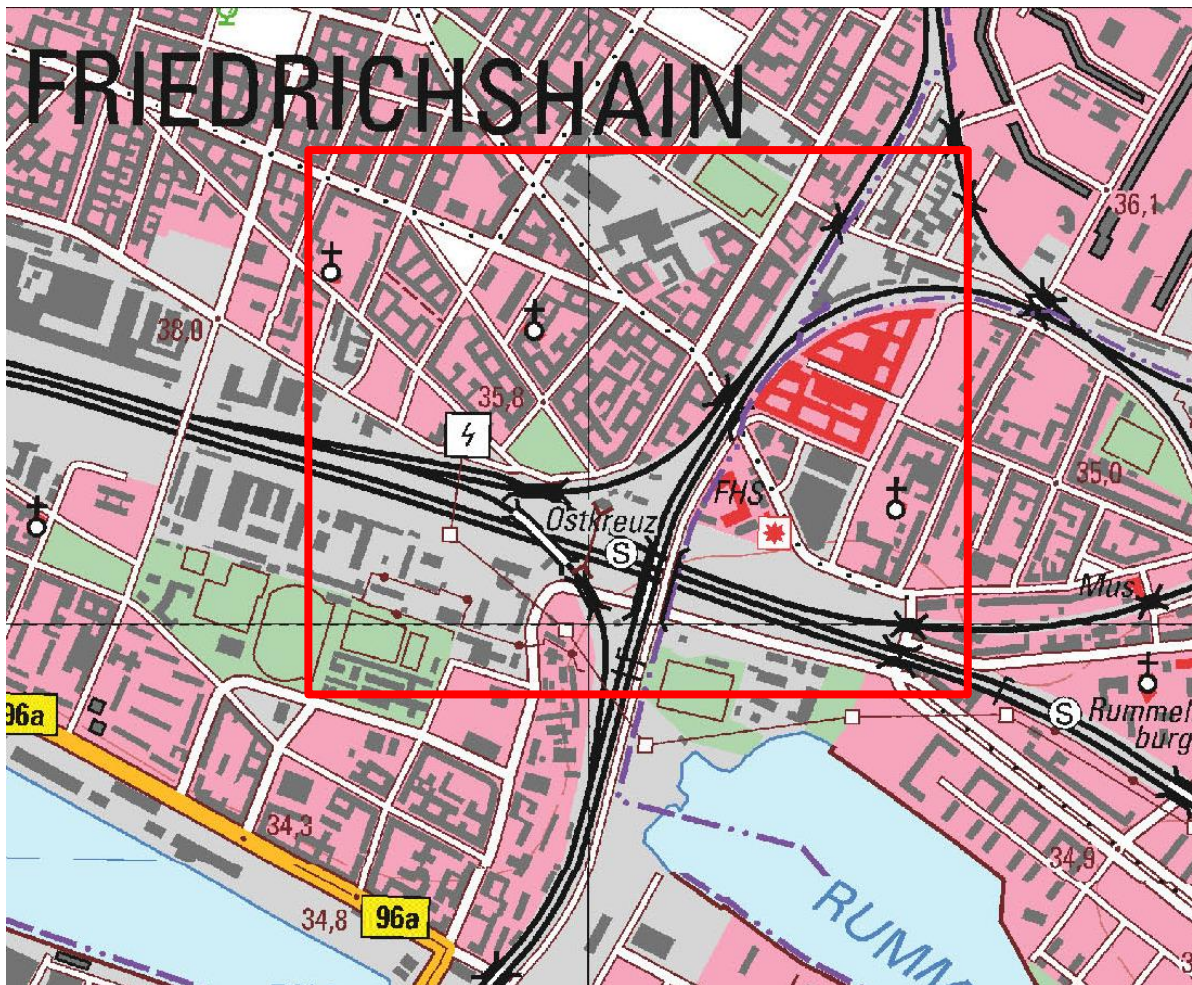 FRIEDRICHSHAIN
36,1
38,0
35,8
35,0
FHS
Ostkreuz
S
Mus
96a
S
Rummel
burg
34,3
34,9
34,8
96a
RUMM